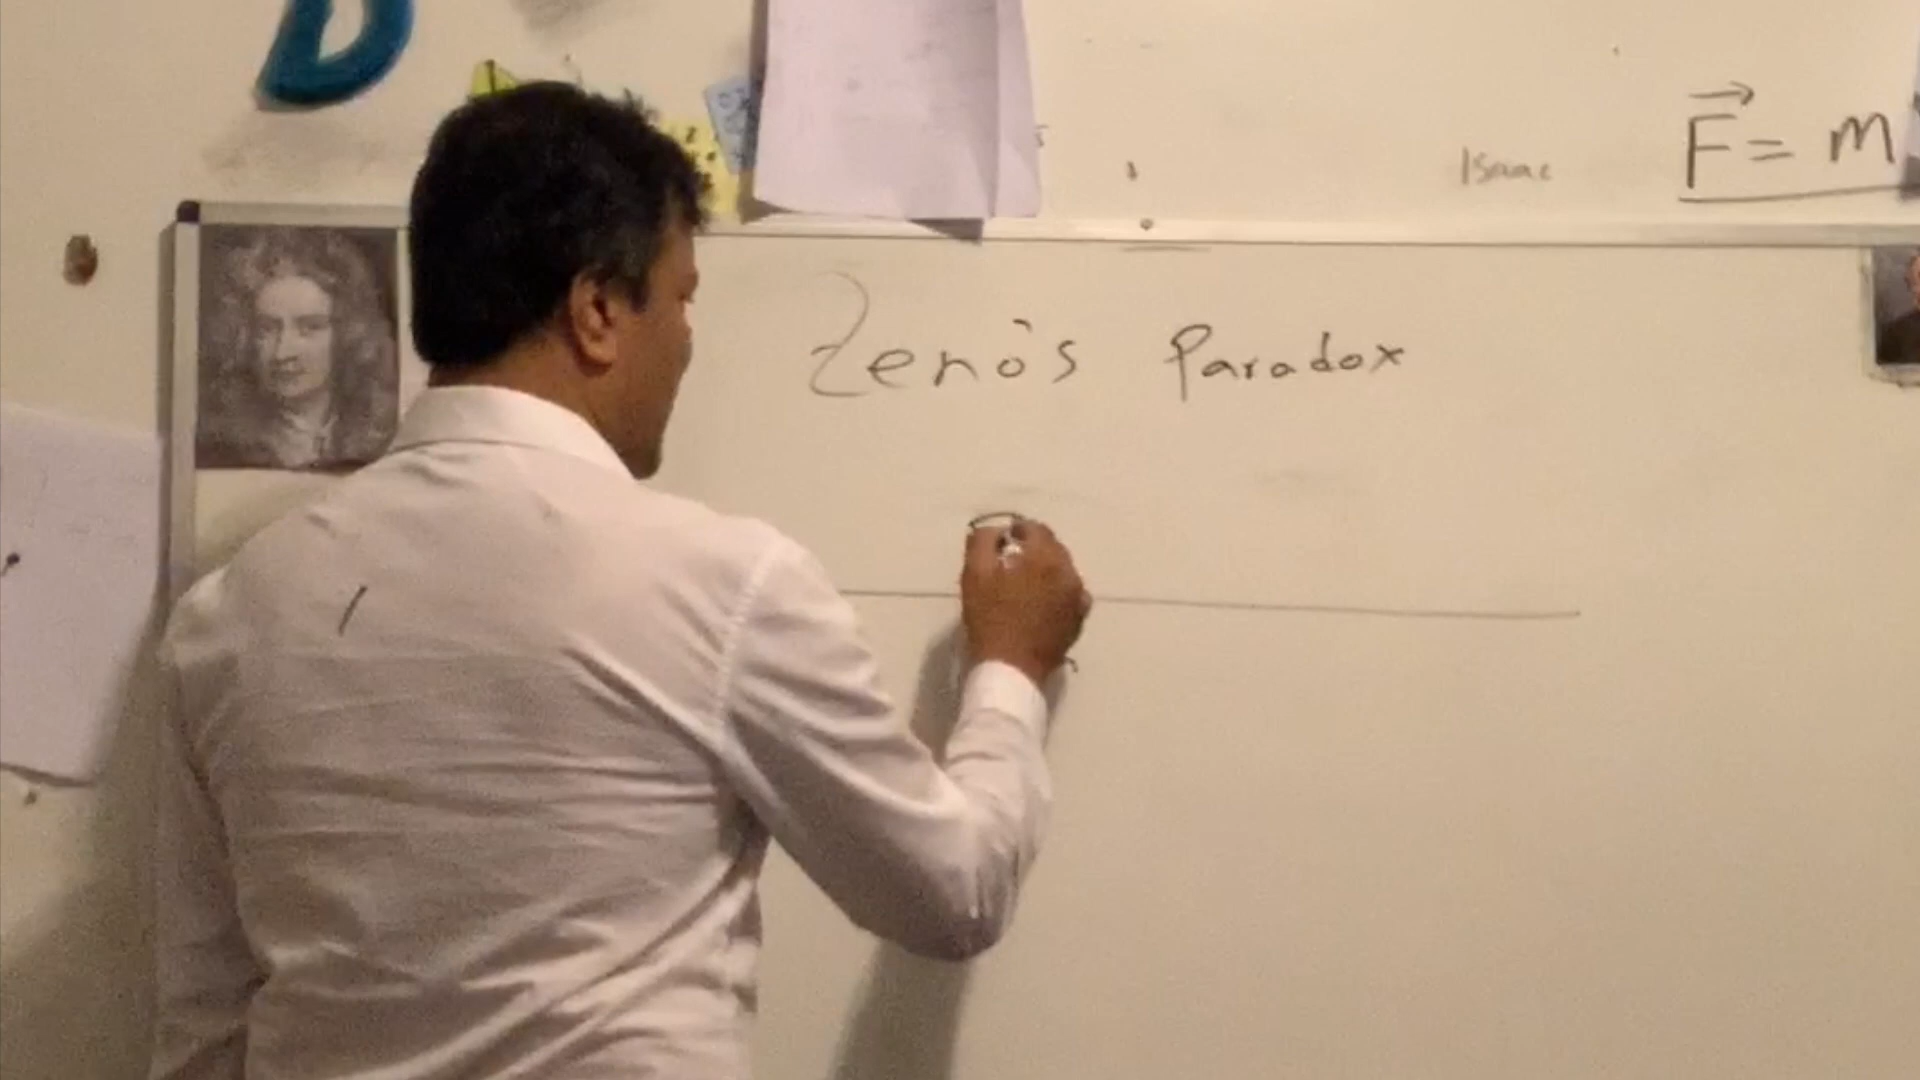 D
Isaac
F = m
Zeno's Paradox